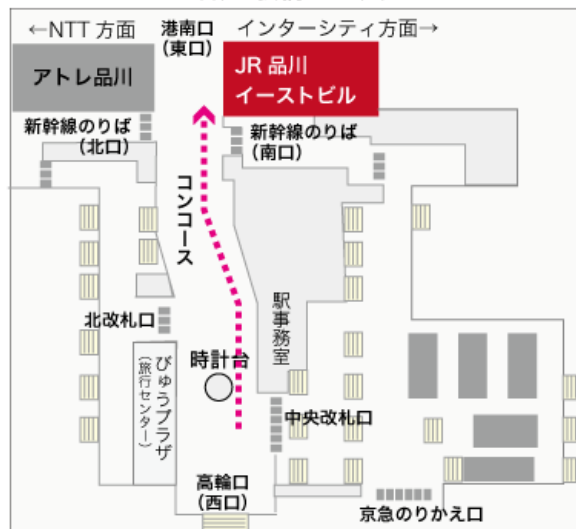 ←NTT 方面
港南口
(東口)
インターシティ方面→
アトレ品川
JR 品川
イーストビル
新幹線のりば
(北口)
新幹線のりば
(南口)
コンコース
北改札口
駅事務室
時計台
びゅうプラザ
(旅行センター)
中央改札口
高輪口
(西口)
京急のりかえ口